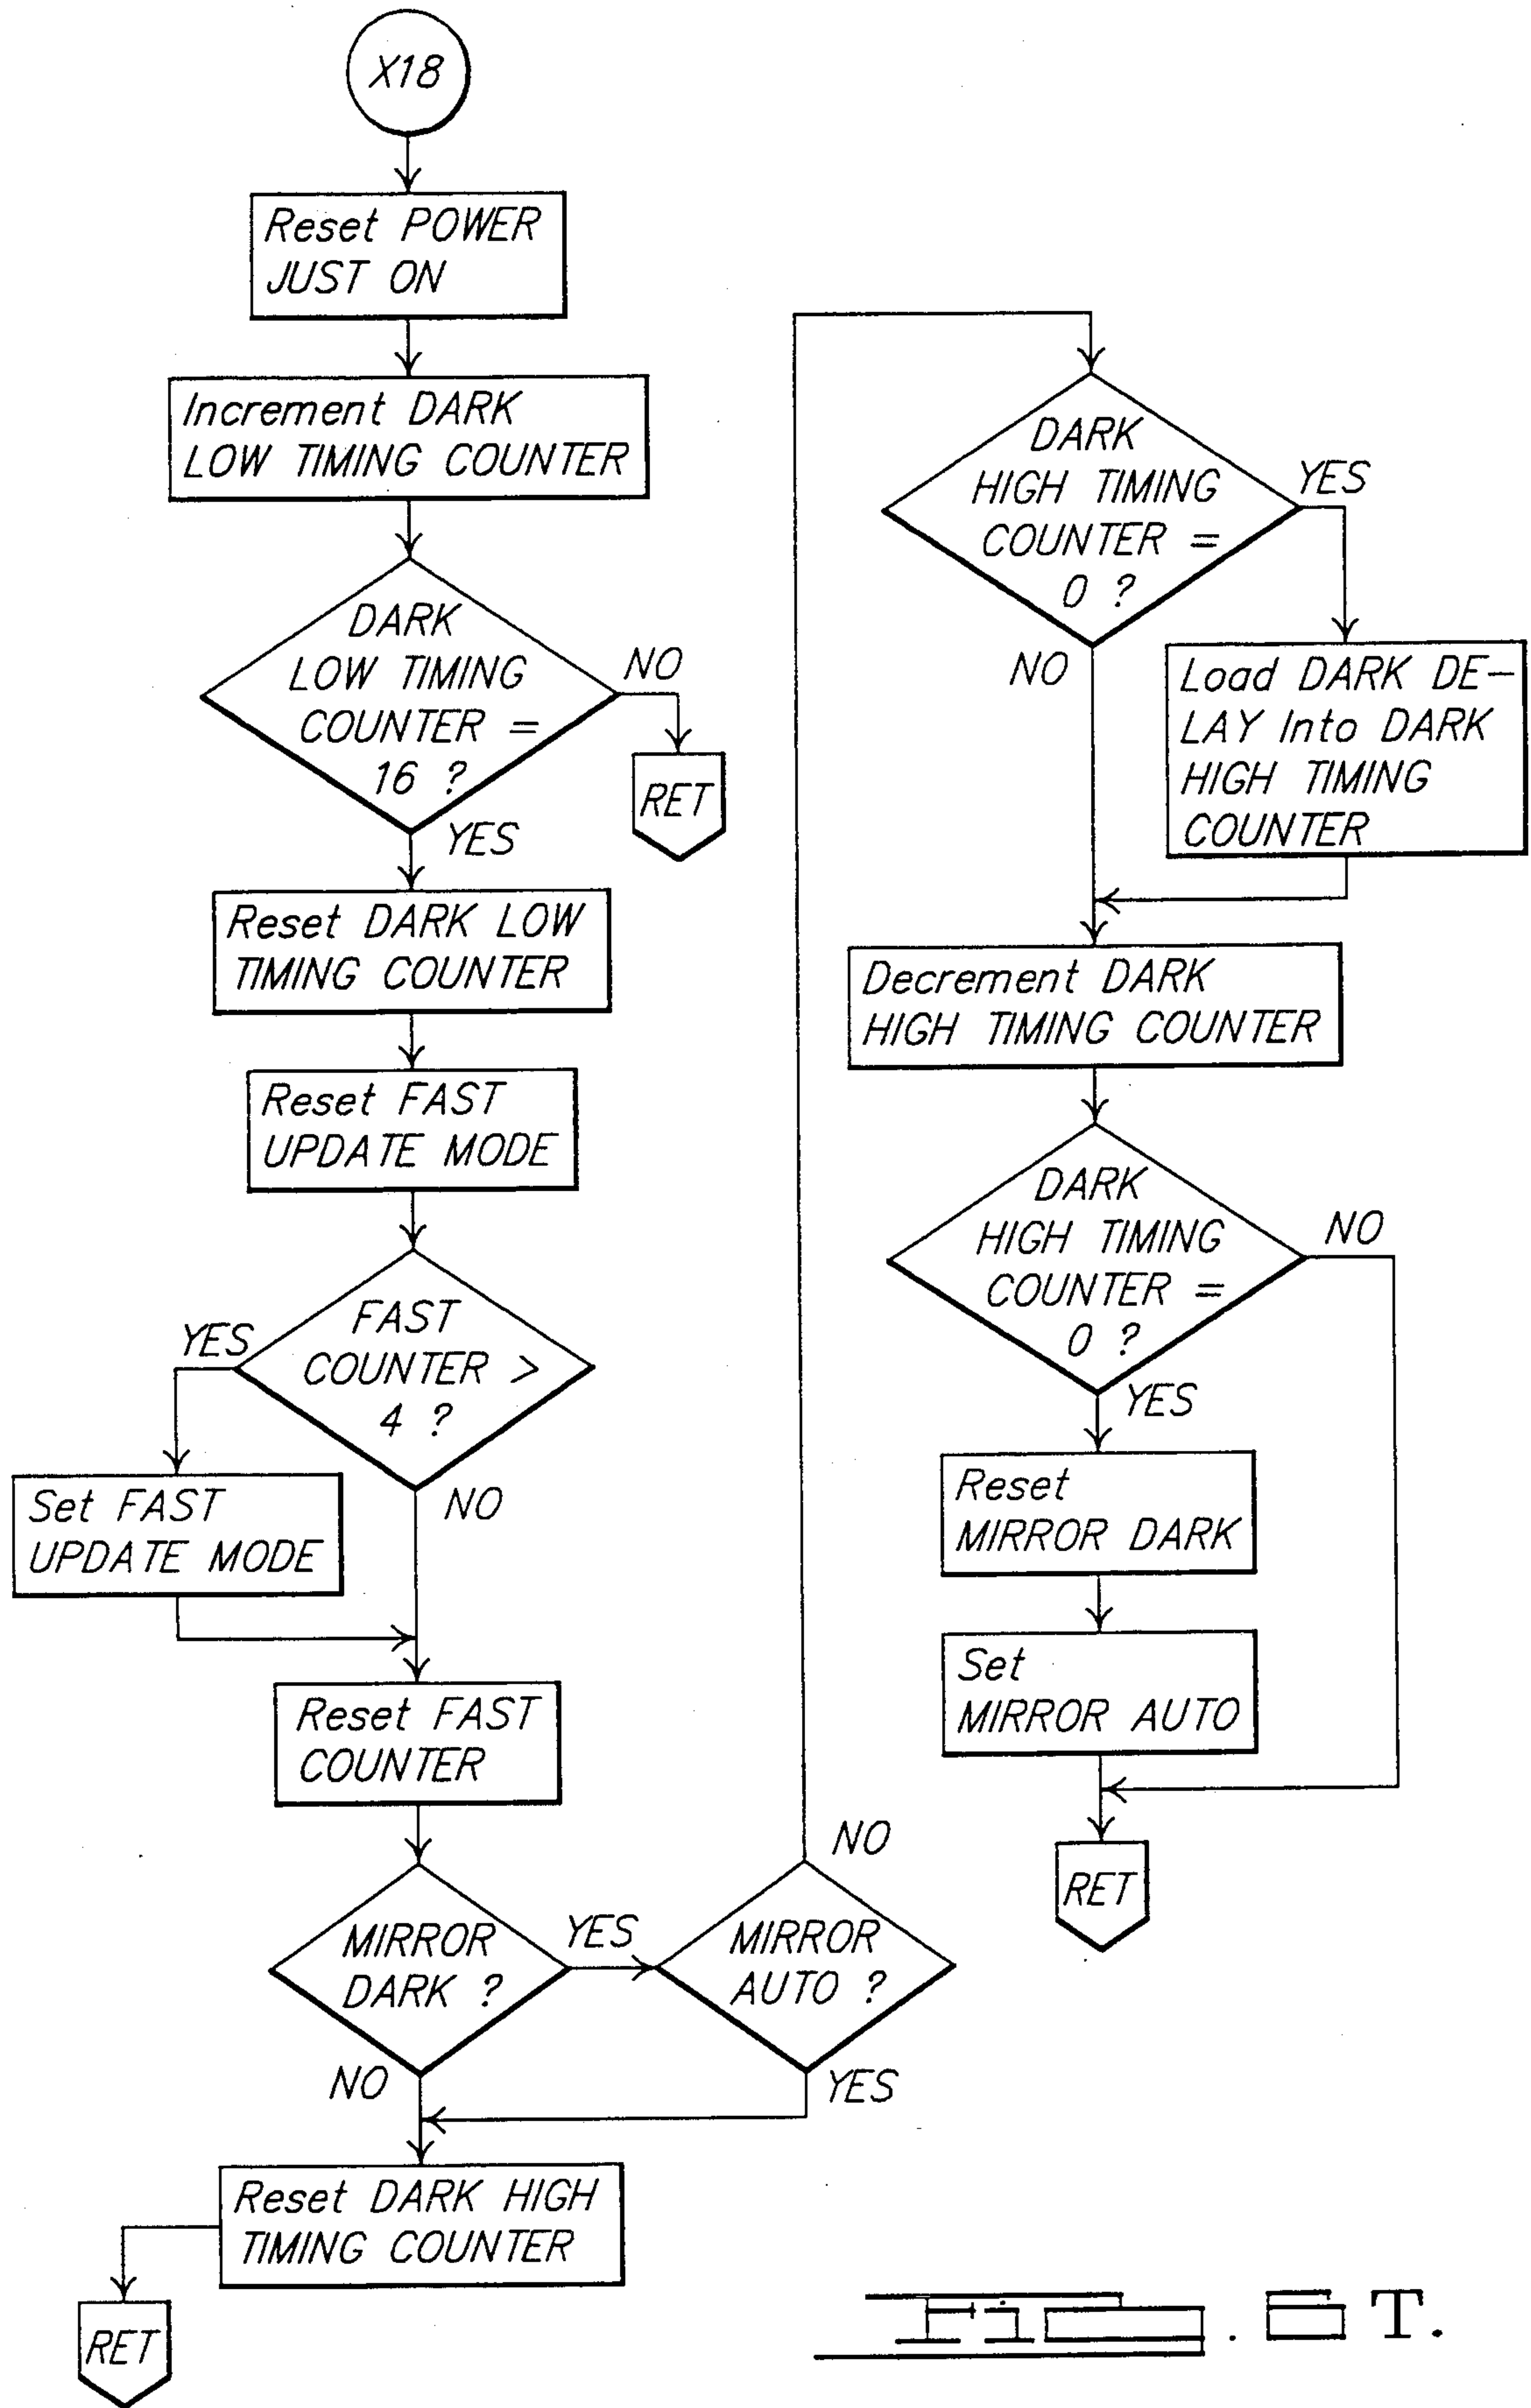 X18
Reset POWER
JUST ON
Increment DARK
LOW TIMING COUNTER
DARK
LOW TIMING
COUNTER =
16 ?
NO
RET
YES
Reset DARK LOW
TIMING COUNTER
Reset FAST
UPDATE MODE
FAST
COUNTER >
4 ?
YES
Set FAST
UPDATE MODE
NO
Reset FAST
COUNTER
MIRROR
DARK ?
YES
NO
MIRROR
AUTO ?
NO
YES
Reset DARK HIGH
TIMING COUNTER
RET
DARK
HIGH TIMING
COUNTER =
0 ?
YES
NO
Load DARK DE-
LAY Into DARK
HIGH TIMING
COUNTER
Decrement DARK
HIGH TIMING COUNTER
DARK
HIGH TIMING
COUNTER =
0 ?
NO
YES
Reset
MIRROR DARK
Set
MIRROR AUTO
RET
T.